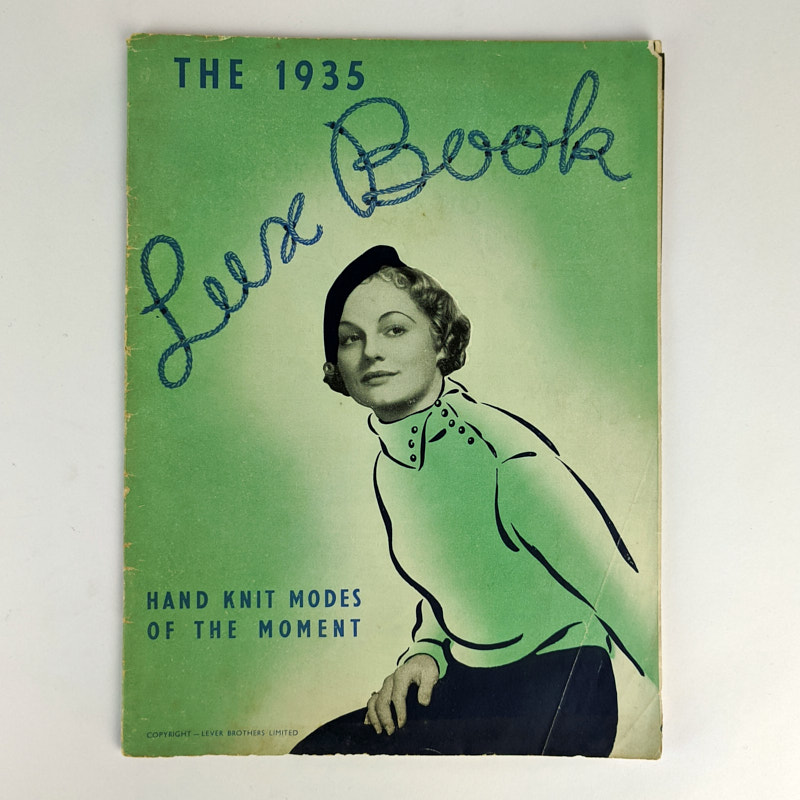 THE 1935
Lux Book
HAND KNIT MODES
OF THE MOMENT
COPYRIGHT—LEVER BROTHERS LIMITED